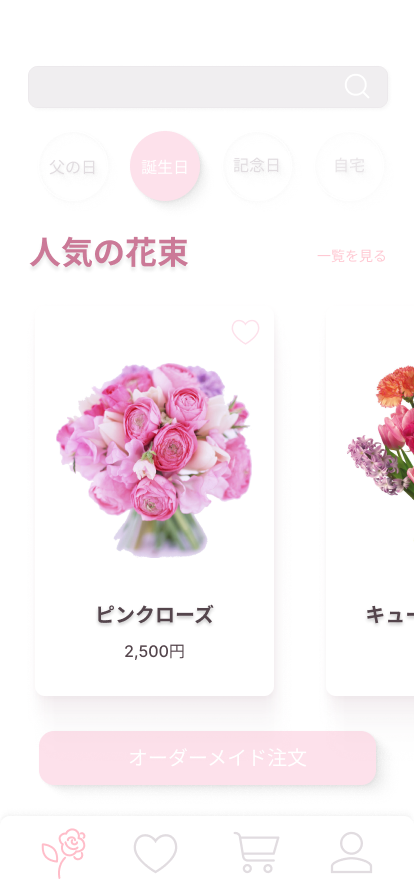 父の日
誕生日
記念日
自宅
人気の花束
一覧を見る
ピンクローズ
2,500円
キュー
オーダーメイド注文